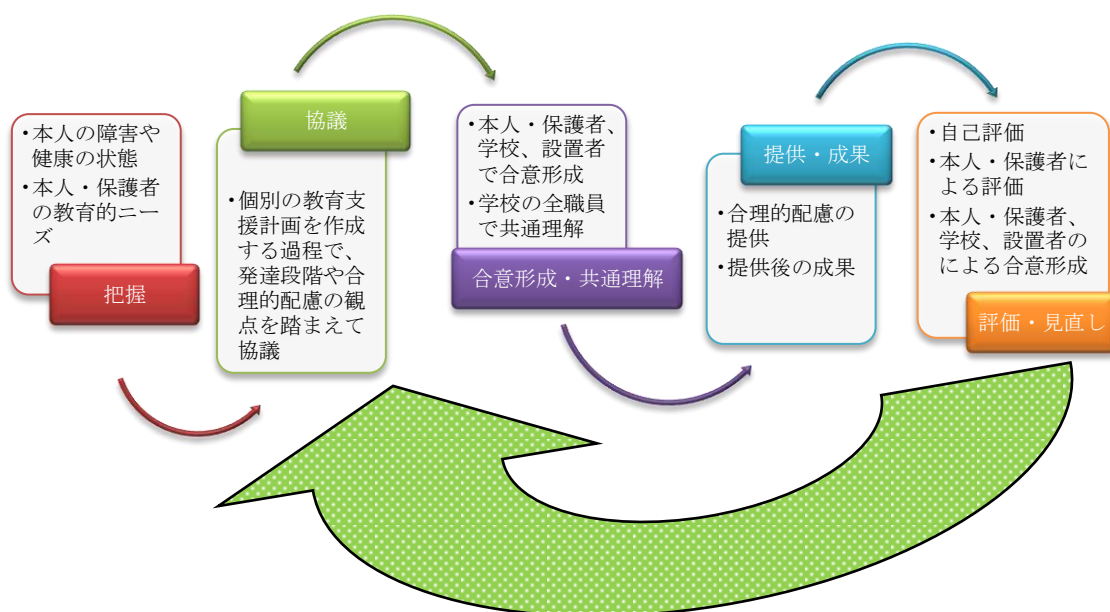 ・本人の障害や
健康の状態
・本人・保護者
の教育的ニー
ズ
把握
協議
・個別の教育支
援計画を作成
する過程で、
発達段階や合
理的配慮の観
点を踏まえて
協議
・本人・保護者、
学校、設置者
で合意形成
・学校の全職員
で共通理解
合意形成・共通理解
提供・成果
・合理的配慮の
提供
・提供後の成果
・自己評価
・本人・保護者に
よる評価
・本人・保護者、
学校、設置者の
による合意形成
評価・見直し